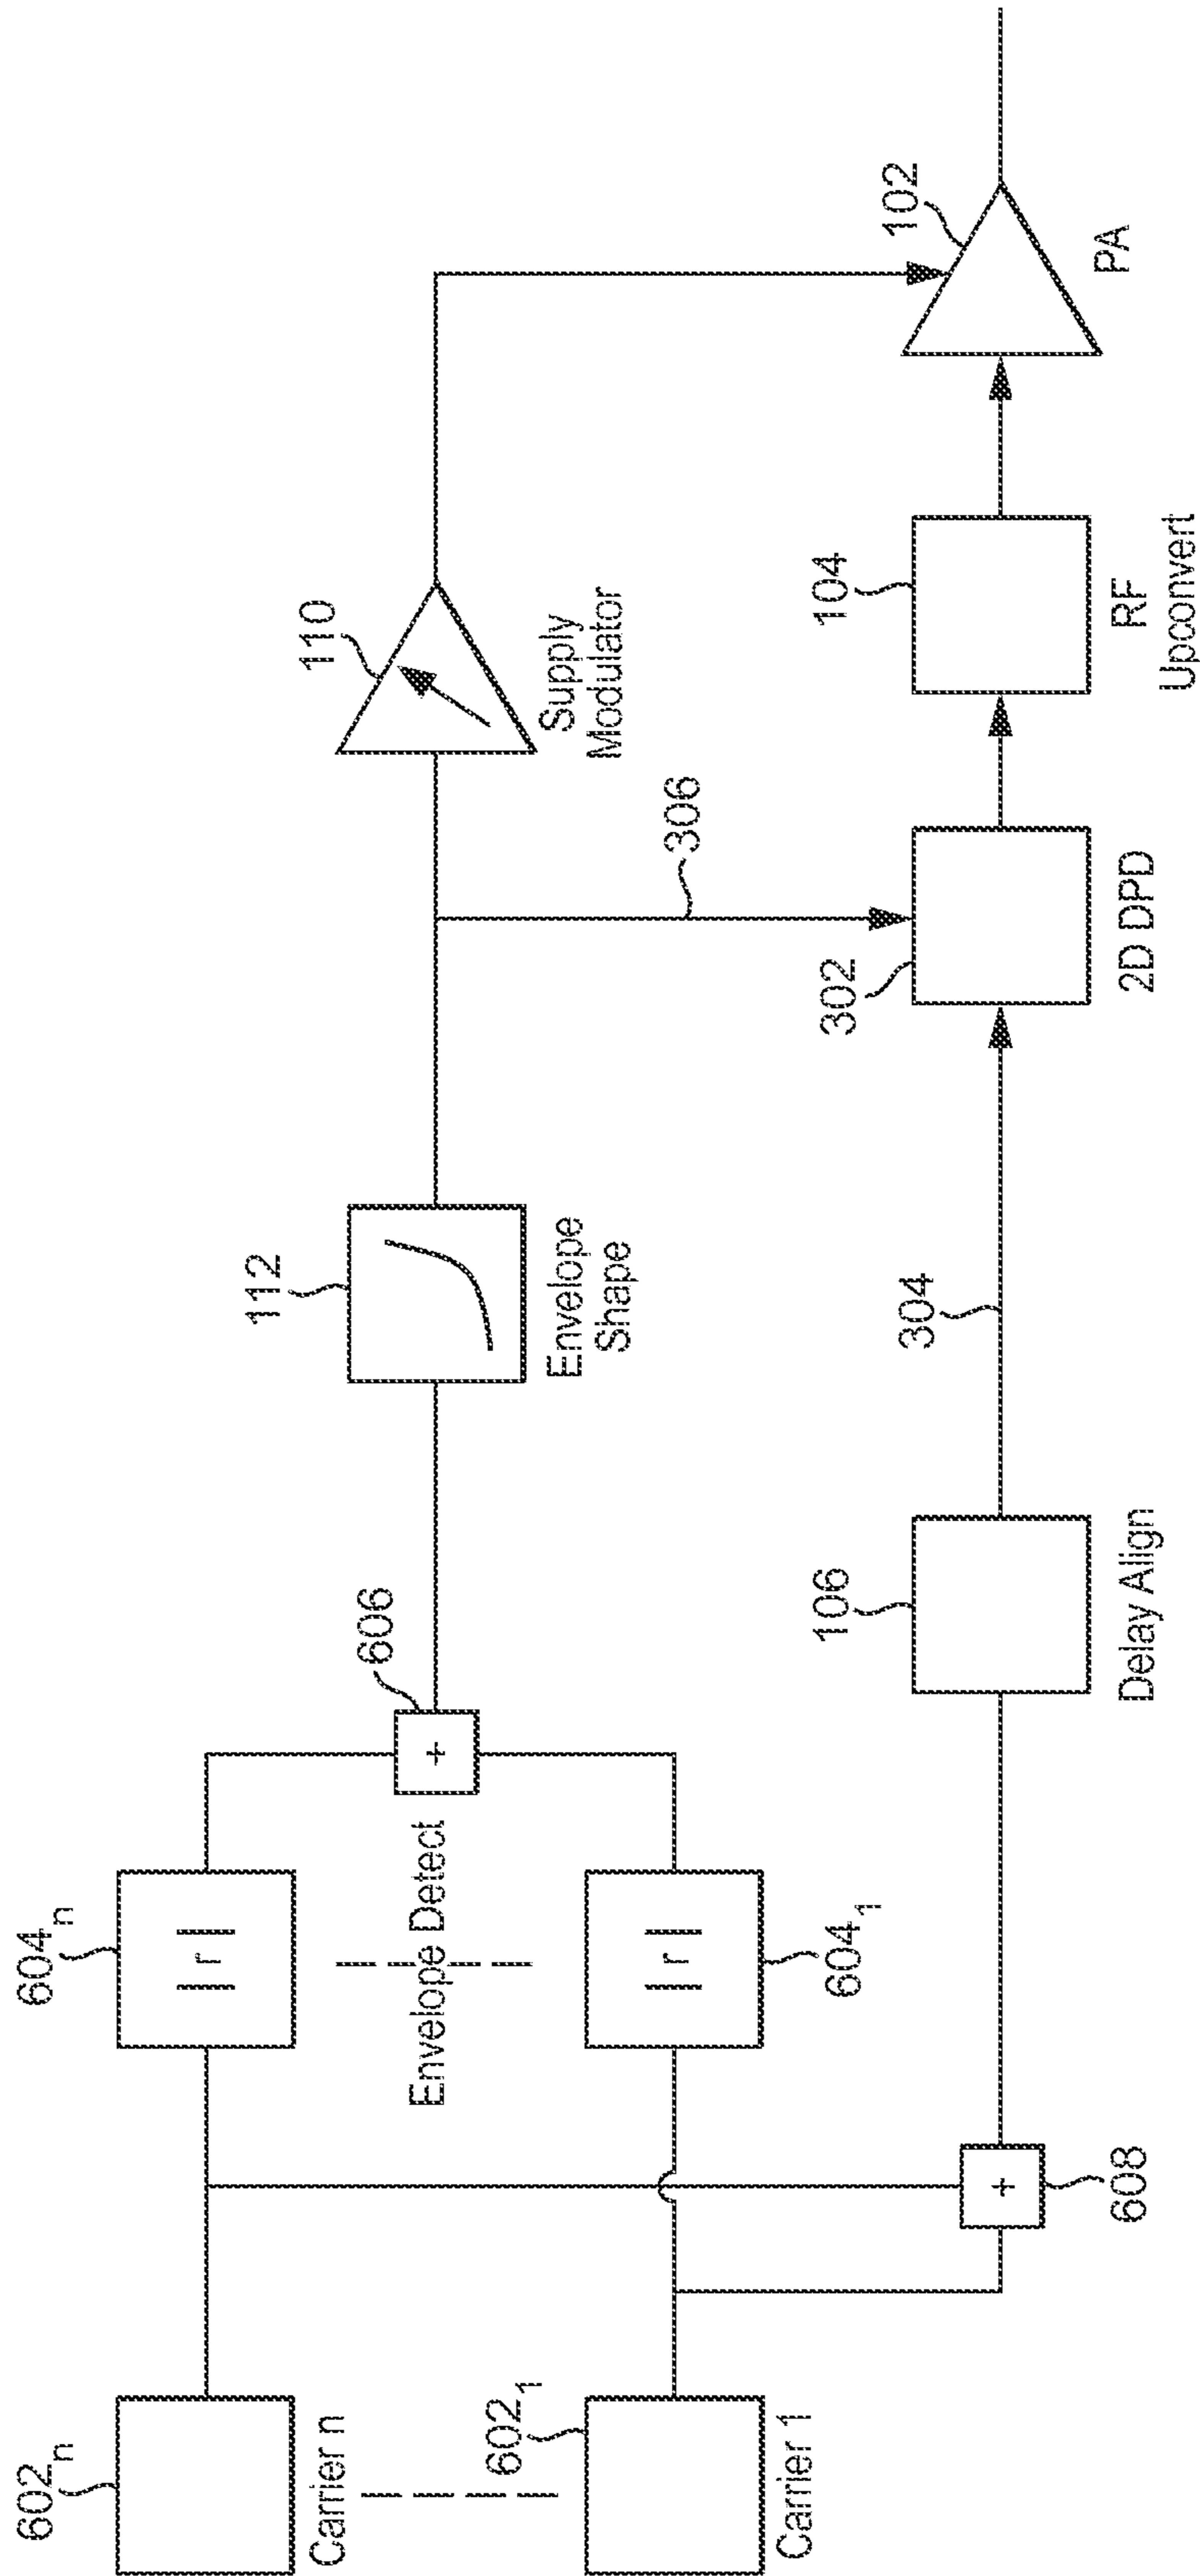 602n
Carrier n
6021
Carrier 1
604n
|r|
Envelope Detect
|r|
6041
606
+
+
608
112
Envelope
Shape
106
Delay Align
304
110
Supply
Modulator
306
302
2D DPD
104
RF
Upconvert
102
PA